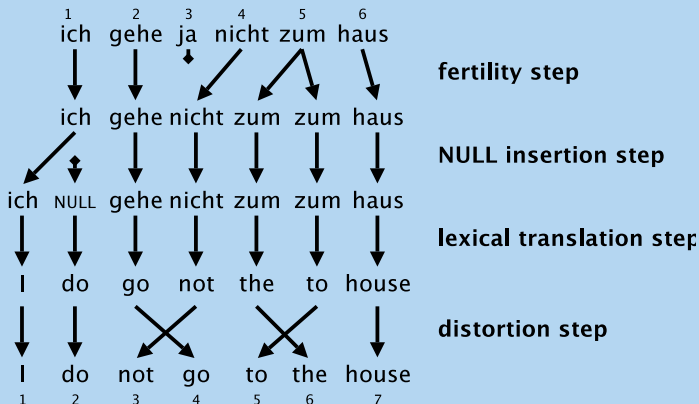 1 2 3 4 5 6
ich gehe ja nicht zum haus
fertility step
ich gehe nicht zum zum haus
NULL insertion step
ich NULL gehe nicht zum zum haus
lexical translation step
I do go not the to house
distortion step
I do not go to the house
1 2 3 4 5 6 7